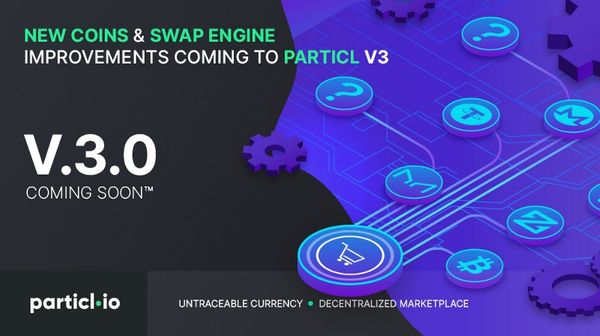 NEW COINS & SWAP ENGINE
IMPROVEMENTS COMING TO PARTICL V3
V.3.0
COMING SOON™
particl.io
UNTRACEABLE CURRENCY • DECENTRALIZED MARKETPLACE